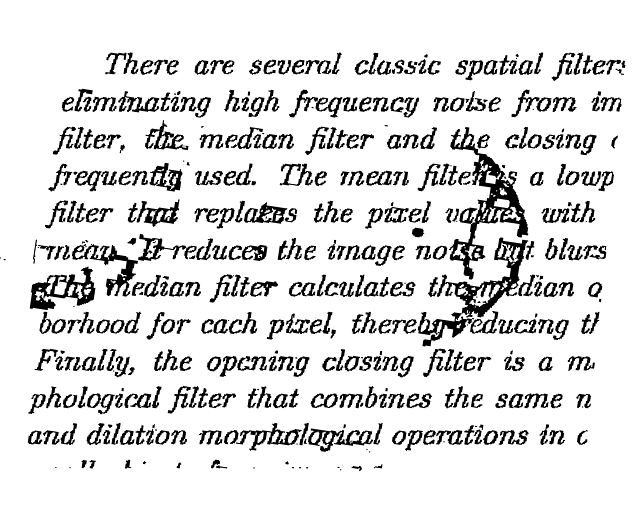 There are several classic spatial filters
eliminating high frequency noise from im
filter, the median filter and the closing
frequently used. The mean filter is a lowp
filter that replaces the pixel values with
mean. It reduces the image noise but blurs
The median filter calculates the median o
borhood for each pixel, thereby reducing th
Finally, the opening closing filter is a m
phological filter that combines the same n
and dilation morphological operations in